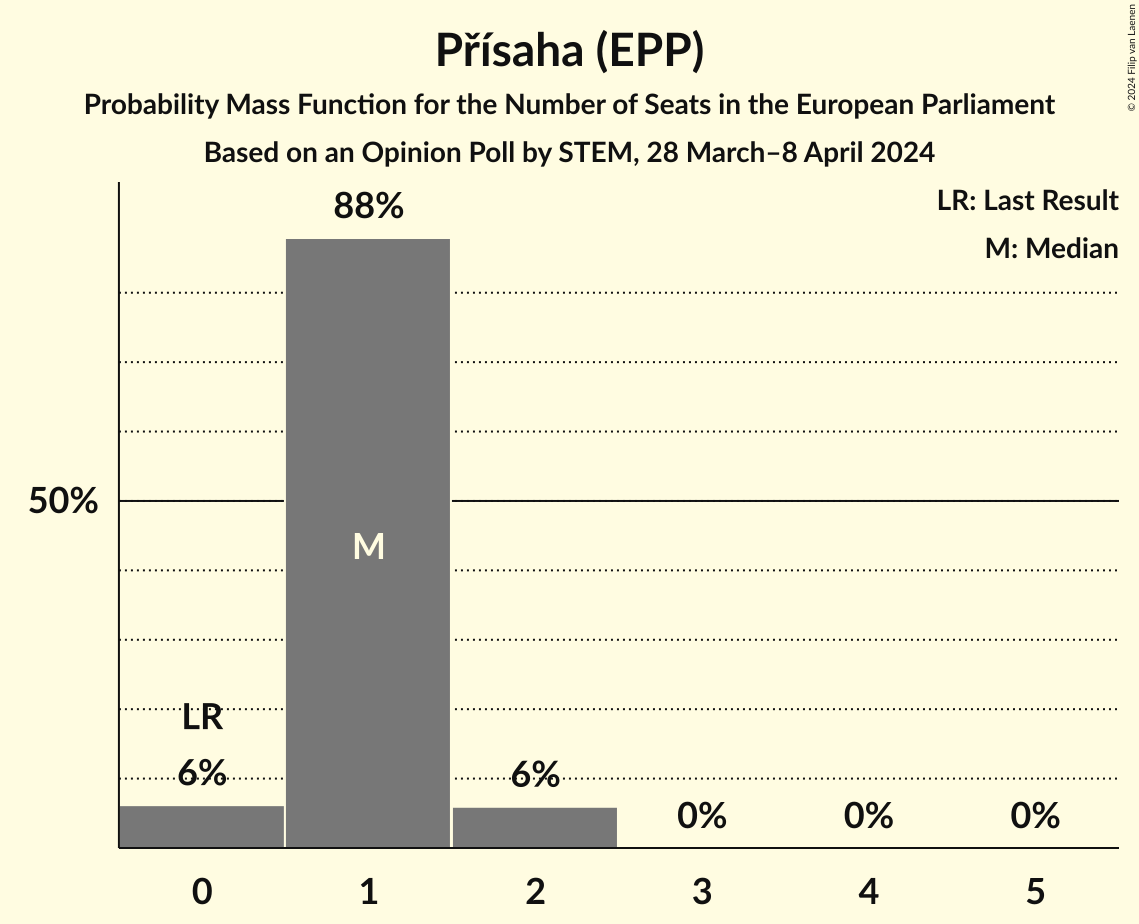 Přísaha (EPP)
Probability Mass Function for the Number of Seats in the European Parliament
Based on an Opinion Poll by STEM, 28 March–8 April 2024
© 2024 Filip van Laenen
LR: Last Result
M: Median
88%
50%
M
LR
6%
6%
0%
0%
0%
0
1
2
3
4
5